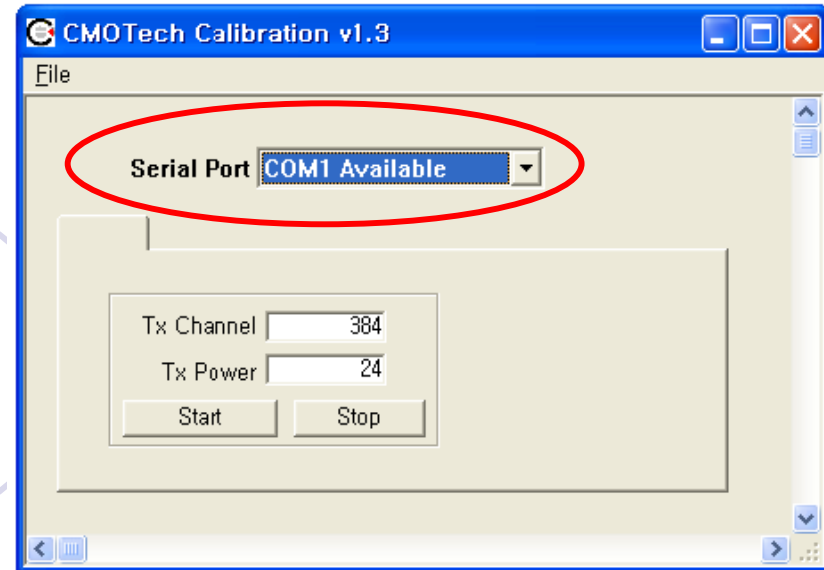 CMOTech Calibration v1.3
File
Serial Port COM1 Available
Tx Channel 384
Tx Power 24
Start Stop